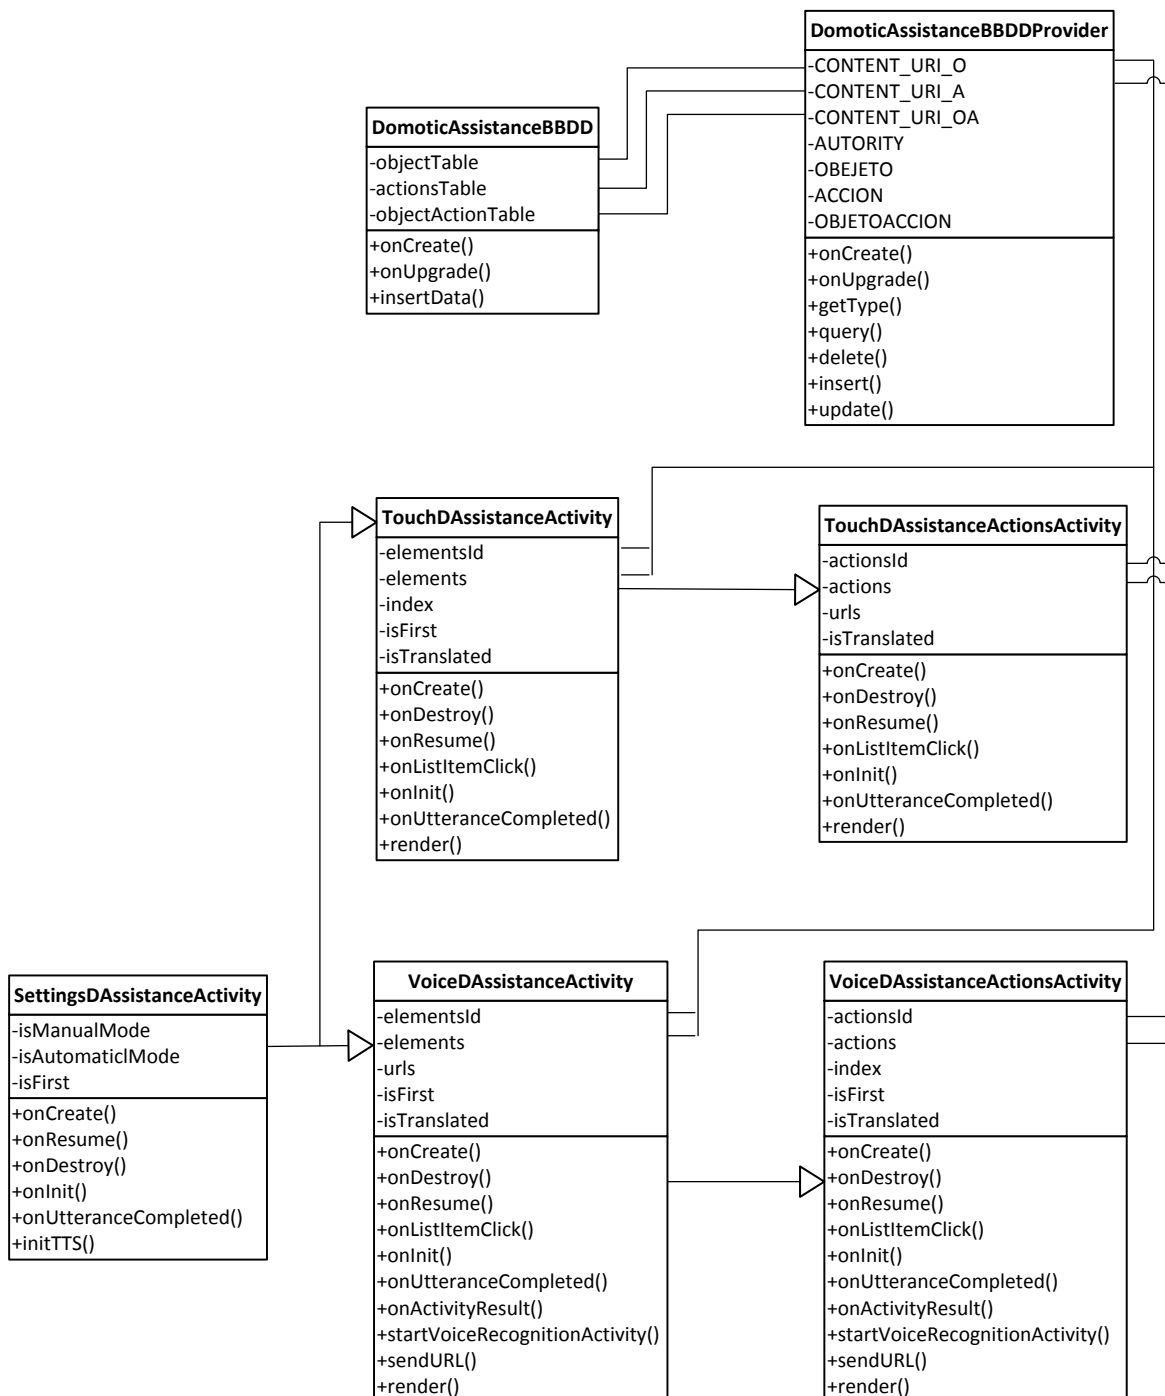 DomoticAssistanceBBDDProvider
-CONTENT_URI_O
-CONTENT_URI_A
-CONTENT_URI_OA
-AUTORITY
-OBEJETO
-ACCION
-OBJETOACCION
+onCreate()
+onUpgrade()
+getType()
+query()
+delete()
+insert()
+update()
DomoticAssistanceBBDD
-objectTable
-actionsTable
-objectActionTable
+onCreate()
+onUpgrade()
+insertData()
TouchDAssistanceActivity
-elementsId
-elements
-index
-isFirst
-isTranslated
+onCreate()
+onDestroy()
+onResume()
+onListItemClick()
+onInit()
+onUtteranceCompleted()
+render()
TouchDAssistanceActionsActivity
-actionsId
-actions
-urls
-isTranslated
+onCreate()
+onDestroy()
+onResume()
+onListItemClick()
+onInit()
+onUtteranceCompleted()
+render()
SettingsDAssistanceActivity
-isManualMode
-isAutomaticlMode
-isFirst
+onCreate()
+onResume()
+onDestroy()
+onInit()
+onUtteranceCompleted()
+initTTS()
VoiceDAssistanceActivity
-elementsId
-elements
-urls
-isFirst
-isTranslated
+onCreate()
+onDestroy()
+onResume()
+onListItemClick()
+onInit()
+onUtteranceCompleted()
+onActivityResult()
+startVoiceRecognitionActivity()
+sendURL()
+render()
VoiceDAssistanceActionsActivity
-actionsId
-actions
-index
-isFirst
-isTranslated
+onCreate()
+onDestroy()
+onResume()
+onListItemClick()
+onInit()
+onUtteranceCompleted()
+onActivityResult()
+startVoiceRecognitionActivity()
+sendURL()
+render()